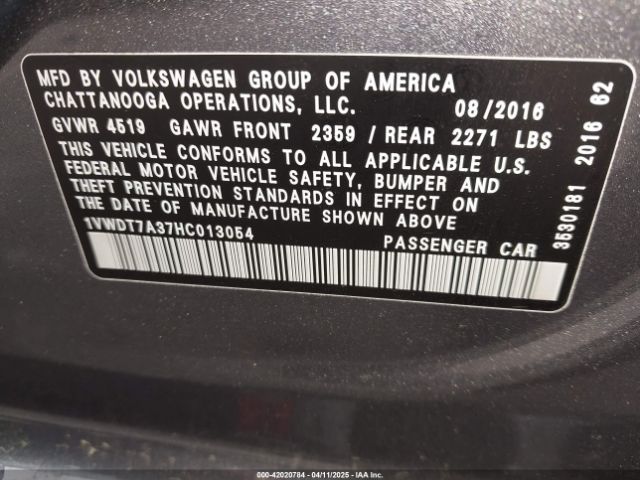 MFD BY VOLKSWAGEN GROUP OF AMERICA
CHATTANOOGA OPERATIONS, LLC. 08/2016
GVWR 4519 GAWR FRONT 2359 / REAR 2271 LBS
THIS VEHICLE CONFORMS TO ALL APPLICABLE U.S.
FEDERAL MOTOR VEHICLE SAFETY, BUMPER AND
THEFT PREVENTION STANDARDS IN EFFECT ON
THE DATE OF MANUFACTURE SHOWN ABOVE
1VWDT7A37HC013054 PASSENGER CAR
3530181 2016 62
000-42020784 - 04/11/2025 - IAAI Inc.